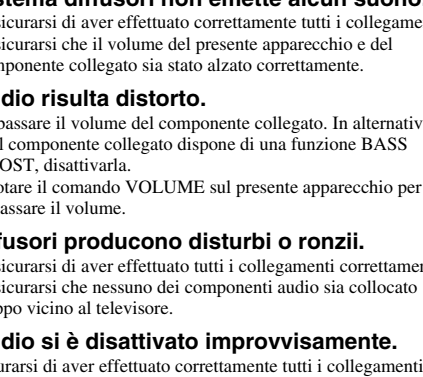 stema diffusori non emette alcun suono
sicurarsi di aver effettuato correttamente tutti i collegame
sicurarsi che il volume del presente apparecchio e del
mponente collegato sia stato alzato correttamente.
dio risulta distorto.
bassare il volume del componente collegato. In alternativ
l componente collegato dispone di una funzione BASS
OST, disattivarla.
otare il comando VOLUME sul presente apparecchio per
assare il volume.
fusori producono disturbi o ronzii.
sicurarsi di aver effettuato tutti i collegamenti correttamen
sicurarsi che nessuno dei componenti audio sia collocato
ppo vicino al televisore.
dio si è disattivato improvvisamente.
urarsi di aver effettuato correttamente tutti i collegamenti